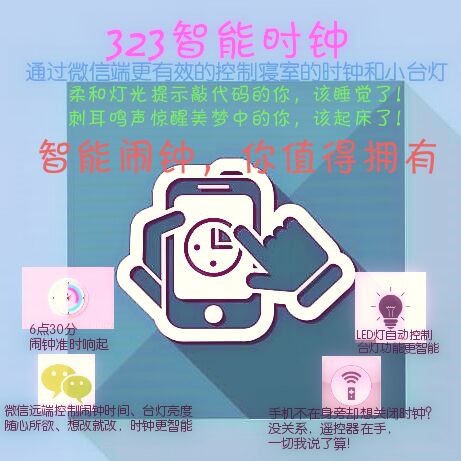 323智能时钟
通过微信端更有效的控制寝室的时钟和小台灯
柔和灯光提示敲代码的你，该睡觉了！
刺耳鸣声惊醒美梦中的你，该起床了！
智能闹钟，你值得拥有
6点30分
闹钟准时响起
LED灯自动控制
台灯功能更智能
微信远端控制闹钟时间、台灯亮度
随心所欲、想改就改，时钟更智能
手机不在身旁却想关闭时钟？
没关系，遥控器在手，
一切我说了算！